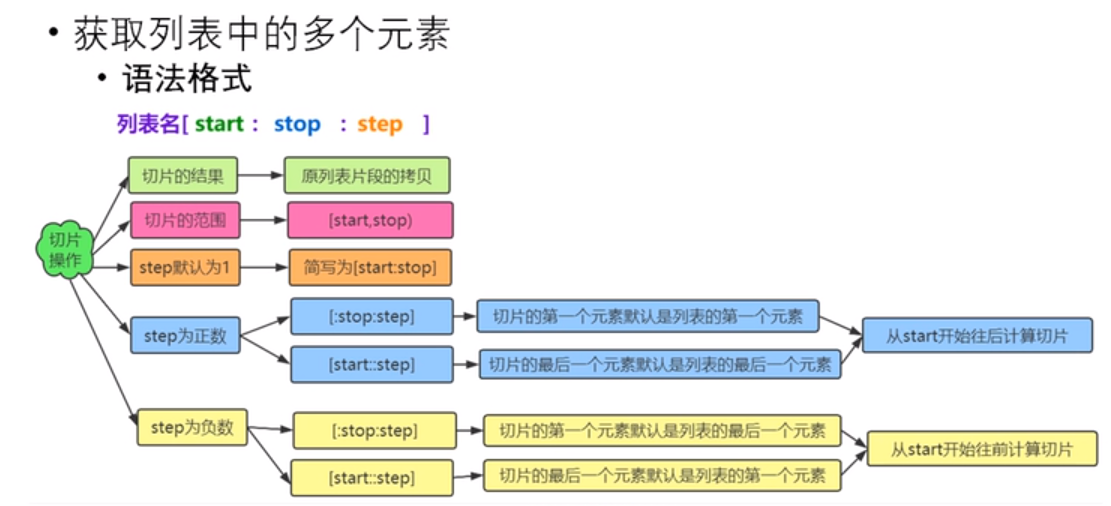 • 获取列表中的多个元素
• 语法格式
列表名[ start : stop : step ]
切片操作
切片的结果
原列表片段的拷贝
切片的范围
[start,stop)
step默认为1
简写为[start:stop]
step为正数
[:stop:step]
切片的第一个元素默认是列表的第一个元素
[start::step]
切片的最后一个元素默认是列表的最后一个元素
从start开始往后计算切片
step为负数
[:stop:step]
切片的第一个元素默认是列表的最后一个元素
[start::step]
切片的最后一个元素默认是列表的第一个元素
从start开始往前计算切片